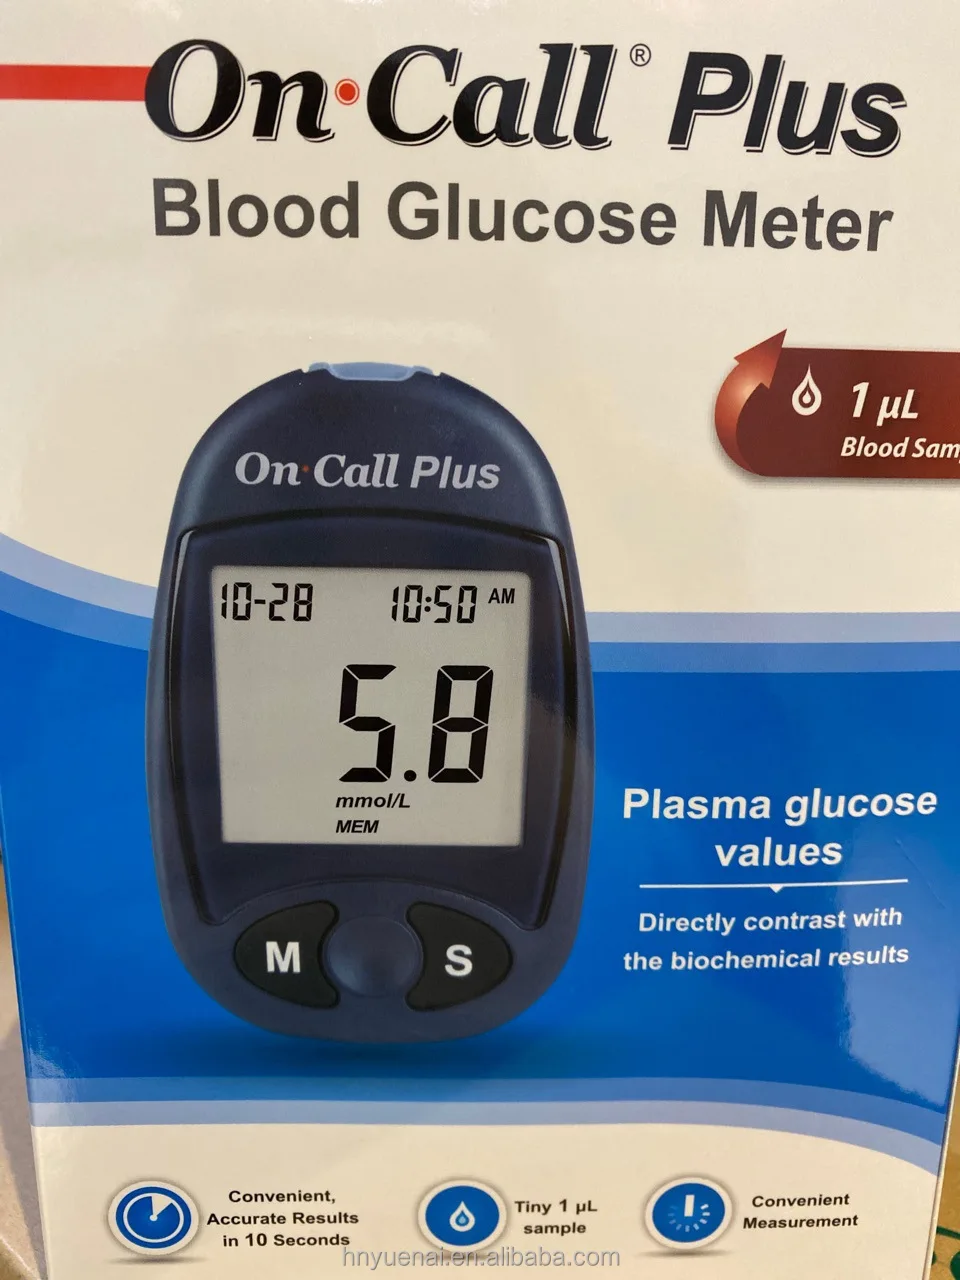 On·Call® Plus
Blood Glucose Meter
1 µL
Blood Sam
On·Call Plus
10-28 10:50 AM
5.8
mmol/L
MEM
M S
Plasma glucose
values
Directly contrast with
the biochemical results
Convenient,
Accurate Results
in 10 Seconds
Tiny 1 µL
sample
Convenient
Measurement
hnyuenai.en.alibaba.com